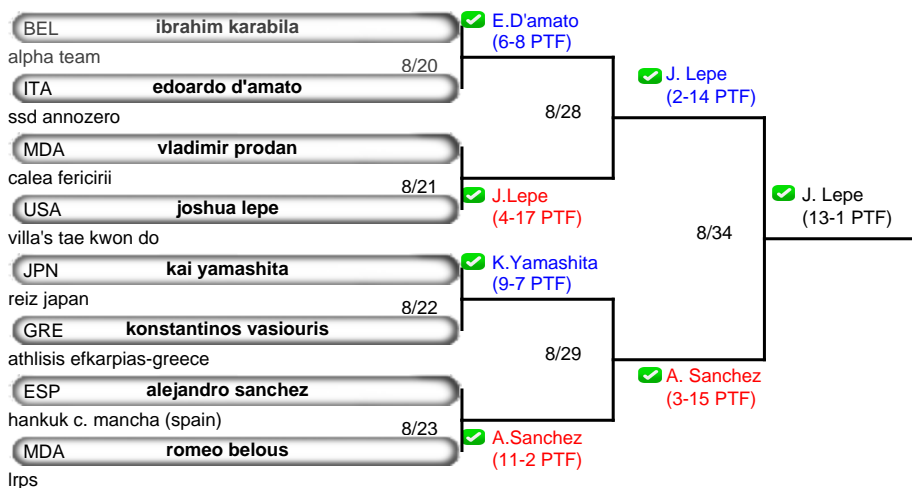 BEL ibrahim karabila
E.D'amato
(6-8 PTF)
alpha team
8/20
ITA edoardo d'amato
ssd annozero
8/28
J. Lepe
(2-14 PTF)
MDA vladimir prodan
calea fericirii
8/21
USA joshua lepe
J.Lepe
(4-17 PTF)
villa's tae kwon do
8/34
J. Lepe
(13-1 PTF)
JPN kai yamashita
K.Yamashita
(9-7 PTF)
reiz japan
8/22
GRE konstantinos vasiouris
athlisis efkarpias-greece
8/29
A. Sanchez
(3-15 PTF)
ESP alejandro sanchez
hankuk c. mancha (spain)
8/23
MDA romeo belous
A.Sanchez
(11-2 PTF)
lrps